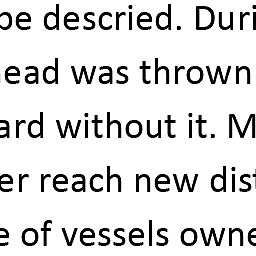 be descried. Duri
ead was thrown
ard without it. M
er reach new dist
e of vessels owne